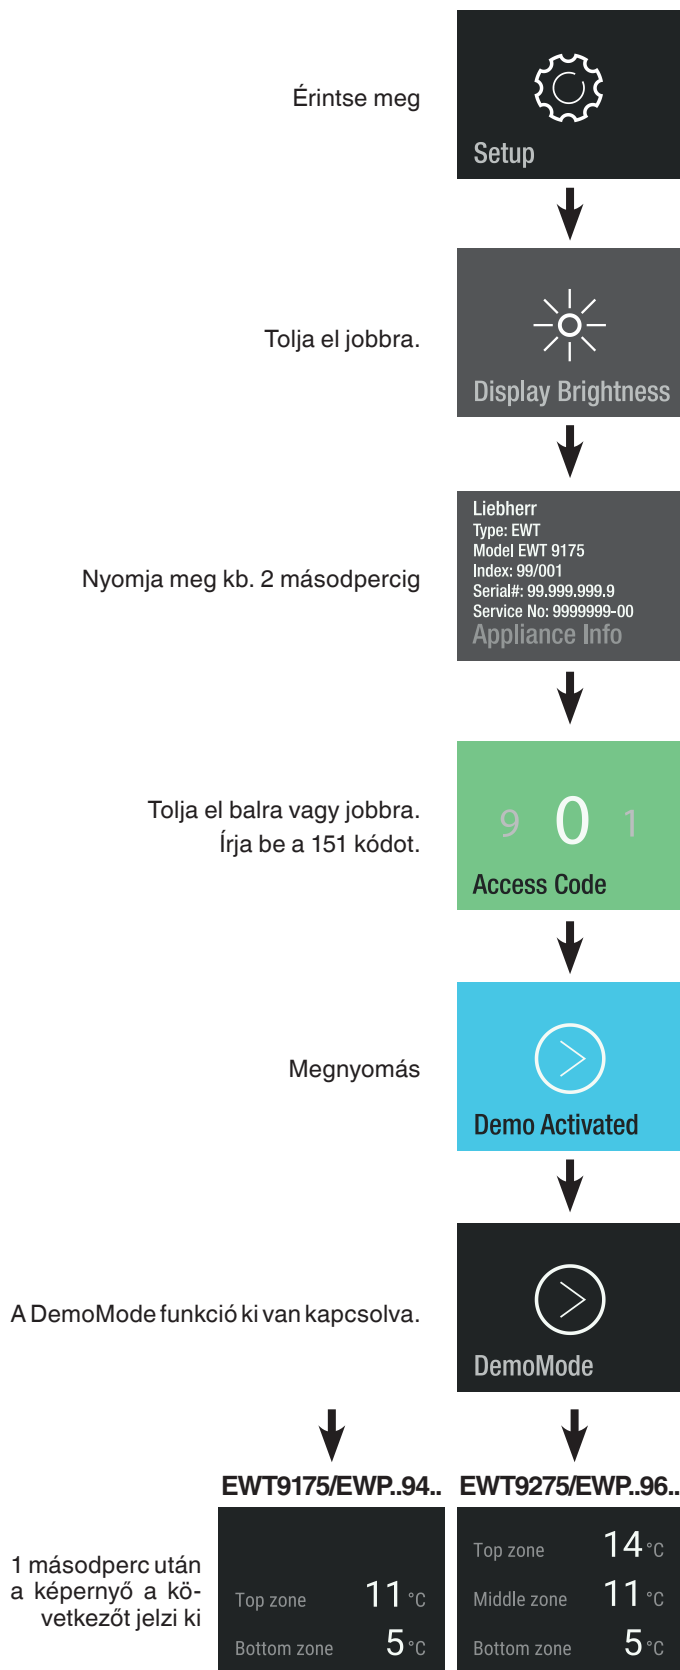 Érintse meg
Setup
Tolja el jobbra.
Display Brightness
Liebherr
Type: EWT
Model EWT 9175
Index: 99/001
Serial#: 99.999.999.9
Service No: 9999999-00
Appliance Info
Nyomja meg kb. 2 másodpercig
9 0 1
Access Code
Tolja el balra vagy jobbra.
Írja be a 151 kódot.
Megnyomás
Demo Activated
A DemoMode funkció ki van kapcsolva.
DemoMode
EWT9175/EWP..94..
EWT9275/EWP..96..
1 másodperc után
a képernyő a kö-
vetkezőt jelzi ki
Top zone 11 °C
Bottom zone 5 °C
Top zone 14 °C
Middle zone 11 °C
Bottom zone 5 °C